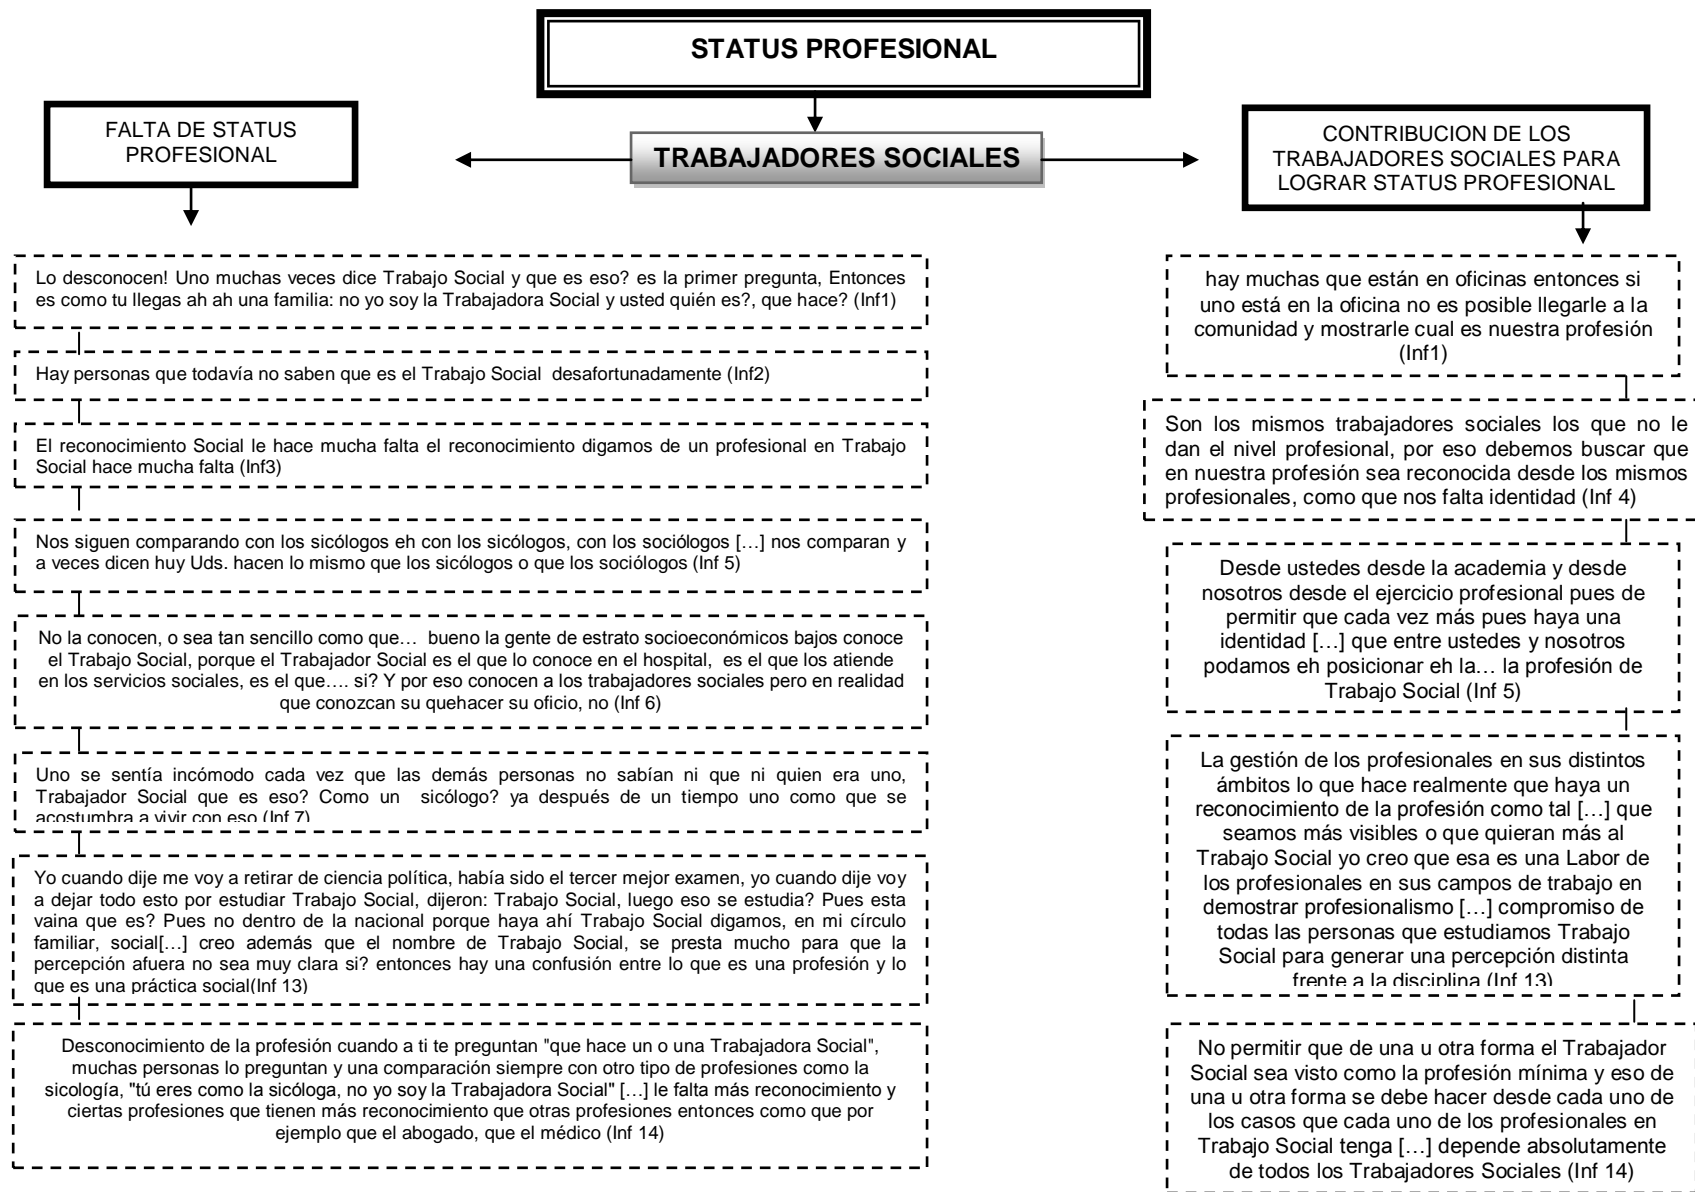 STATUS PROFESIONAL
TRABAJADORES SOCIALES
FALTA DE STATUS
PROFESIONAL
Lo desconocen! Uno muchas veces dice Trabajo Social y que es eso? es la primer pregunta, Entonces
es como tu llegas ah ah una familia: no yo soy la Trabajadora Social y usted quién es?, que hace? (Inf1)
Hay personas que todavía no saben que es el Trabajo Social desafortunadamente (Inf2)
El reconocimiento Social le hace mucha falta el reconocimiento digamos de un profesional en Trabajo
Social hace mucha falta (Inf3)
Nos siguen comparando con los sicólogos eh con los sicólogos, con los sociólogos [...] nos comparan y
a veces dicen huy Uds. hacen lo mismo que los sicólogos o que los sociólogos (Inf 5)
No la conocen, o sea tan sencillo como que... bueno la gente de estrato socioeconómicos bajos conoce
el Trabajo Social, porque el Trabajador Social es el que lo conoce en el hospital, es el que los atiende
en los servicios sociales, es el que.... si? Y por eso conocen a los trabajadores sociales pero en realidad
que conozcan su quehacer su oficio, no (Inf 6)
Uno se sentía incómodo cada vez que las demás personas no sabían ni que ni quien era uno,
Trabajador Social que es eso? Como un sicólogo? ya después de un tiempo uno como que se
acostumbra a vivir con eso (Inf 7)
Yo cuando dije me voy a retirar de ciencia política, había sido el tercer mejor examen, yo cuando dije voy
a dejar todo esto por estudiar Trabajo Social, dijeron: Trabajo Social, luego eso se estudia? Pues esta
vaina que es? Pues no dentro de la nacional porque haya ahí Trabajo Social digamos, en mi círculo
familiar, social[...] creo además que el nombre de Trabajo Social, se presta mucho para que la
percepción afuera no sea muy clara si? entonces hay una confusión entre lo que es una profesión y lo
que es una práctica social(Inf 13)
Desconocimiento de la profesión cuando a ti te preguntan "que hace un o una Trabajadora Social",
muchas personas lo preguntan y una comparación siempre con otro tipo de profesiones como la
sicología, "tú eres como la sicóloga, no yo soy la Trabajadora Social" [...] le falta más reconocimiento y
ciertas profesiones que tienen más reconocimiento que otras profesiones entonces como que por
ejemplo que el abogado, que el médico (Inf 14)
CONTRIBUCION DE LOS
TRABAJADORES SOCIALES PARA
LOGRAR STATUS PROFESIONAL
hay muchas que están en oficinas entonces si
uno está en la oficina no es posible llegarle a la
comunidad y mostrarle cual es nuestra profesión
(Inf1)
Son los mismos trabajadores sociales los que no le
dan el nivel profesional, por eso debemos buscar que
en nuestra profesión sea reconocida desde los mismos
profesionales, como que nos falta identidad (Inf 4)
Desde ustedes desde la academia y desde
nosotros desde el ejercicio profesional pues de
permitir que cada vez más pues haya una
identidad [...] que entre ustedes y nosotros
podamos eh posicionar eh la... la profesión de
Trabajo Social (Inf 5)
La gestión de los profesionales en sus distintos
ámbitos lo que hace realmente que haya un
reconocimiento de la profesión como tal [...] que
seamos más visibles o que quieran más al
Trabajo Social yo creo que esa es una Labor de
los profesionales en sus campos de trabajo en
demostrar profesionalismo [...] compromiso de
todas las personas que estudiamos Trabajo
Social para generar una percepción distinta
frente a la disciplina (Inf 13)
No permitir que de una u otra forma el Trabajador
Social sea visto como la profesión mínima y eso de
una u otra forma se debe hacer desde cada uno de
los casos que cada uno de los profesionales en
Trabajo Social tenga [...] depende absolutamente
de todos los Trabajadores Sociales (Inf 14)